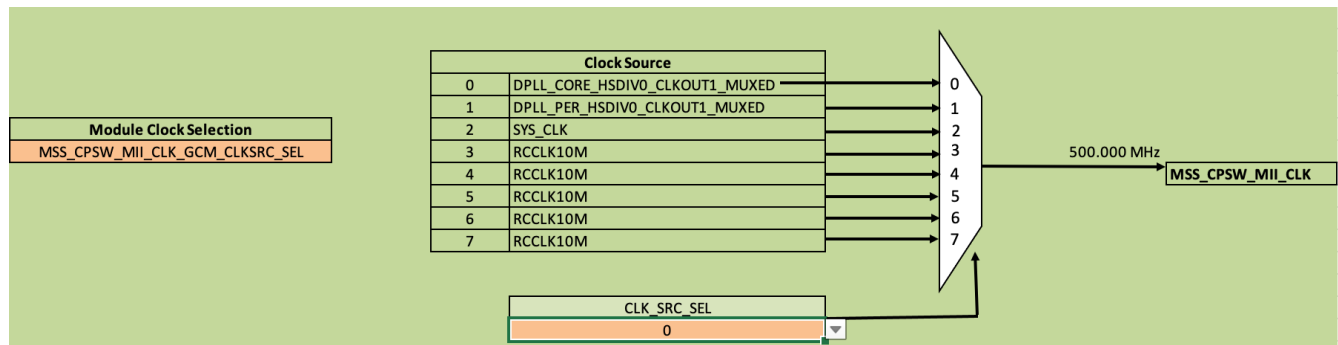 Clock Source
0 DPLL_CORE_HSDIV0_CLKOUT1_MUXED 0
1 DPLL_PER_HSDIV0_CLKOUT1_MUXED 1
Module Clock Selection 2 SYS_CLK 2
MSS_CPSW_MII_CLK_GCM_CLKSRC_SEL 3 RCCLK10M 3 500.000 MHz
4 RCCLK10M 4 MSS_CPSW_MII_CLK
5 RCCLK10M 5
6 RCCLK10M 6
7 RCCLK10M 7
CLK_SRC_SEL
0